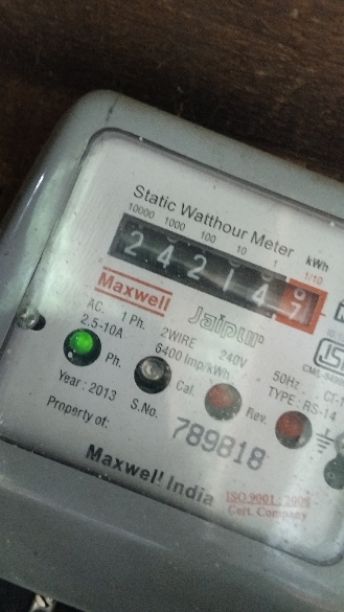 Static Watthour Meter
10000 1000 100 10 1 1/10 kWh
2 4 2 1 4 7
Maxwell Jaipur
AC. 1 Ph. 2WIRE 240V 50Hz
2.5-10A 6400 Imp/kWh TYPE: RS-14
Ph. Cal. Rev.
Year: 2013 S.No. 789818
Property of:
Maxwell India
ISO 9001
Cert. Company